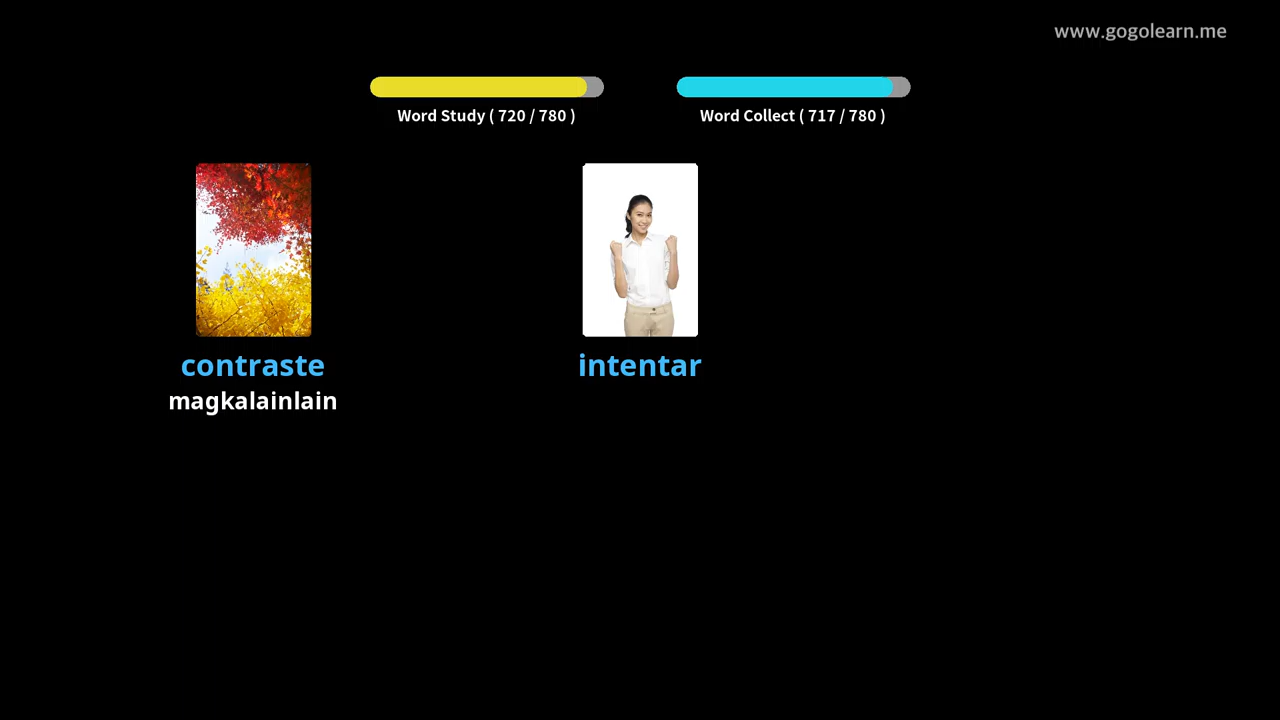 www.gogolearn.me
Word Study ( 720 / 780 )
Word Collect ( 717 / 780 )
contraste
magkalainlain
intentar